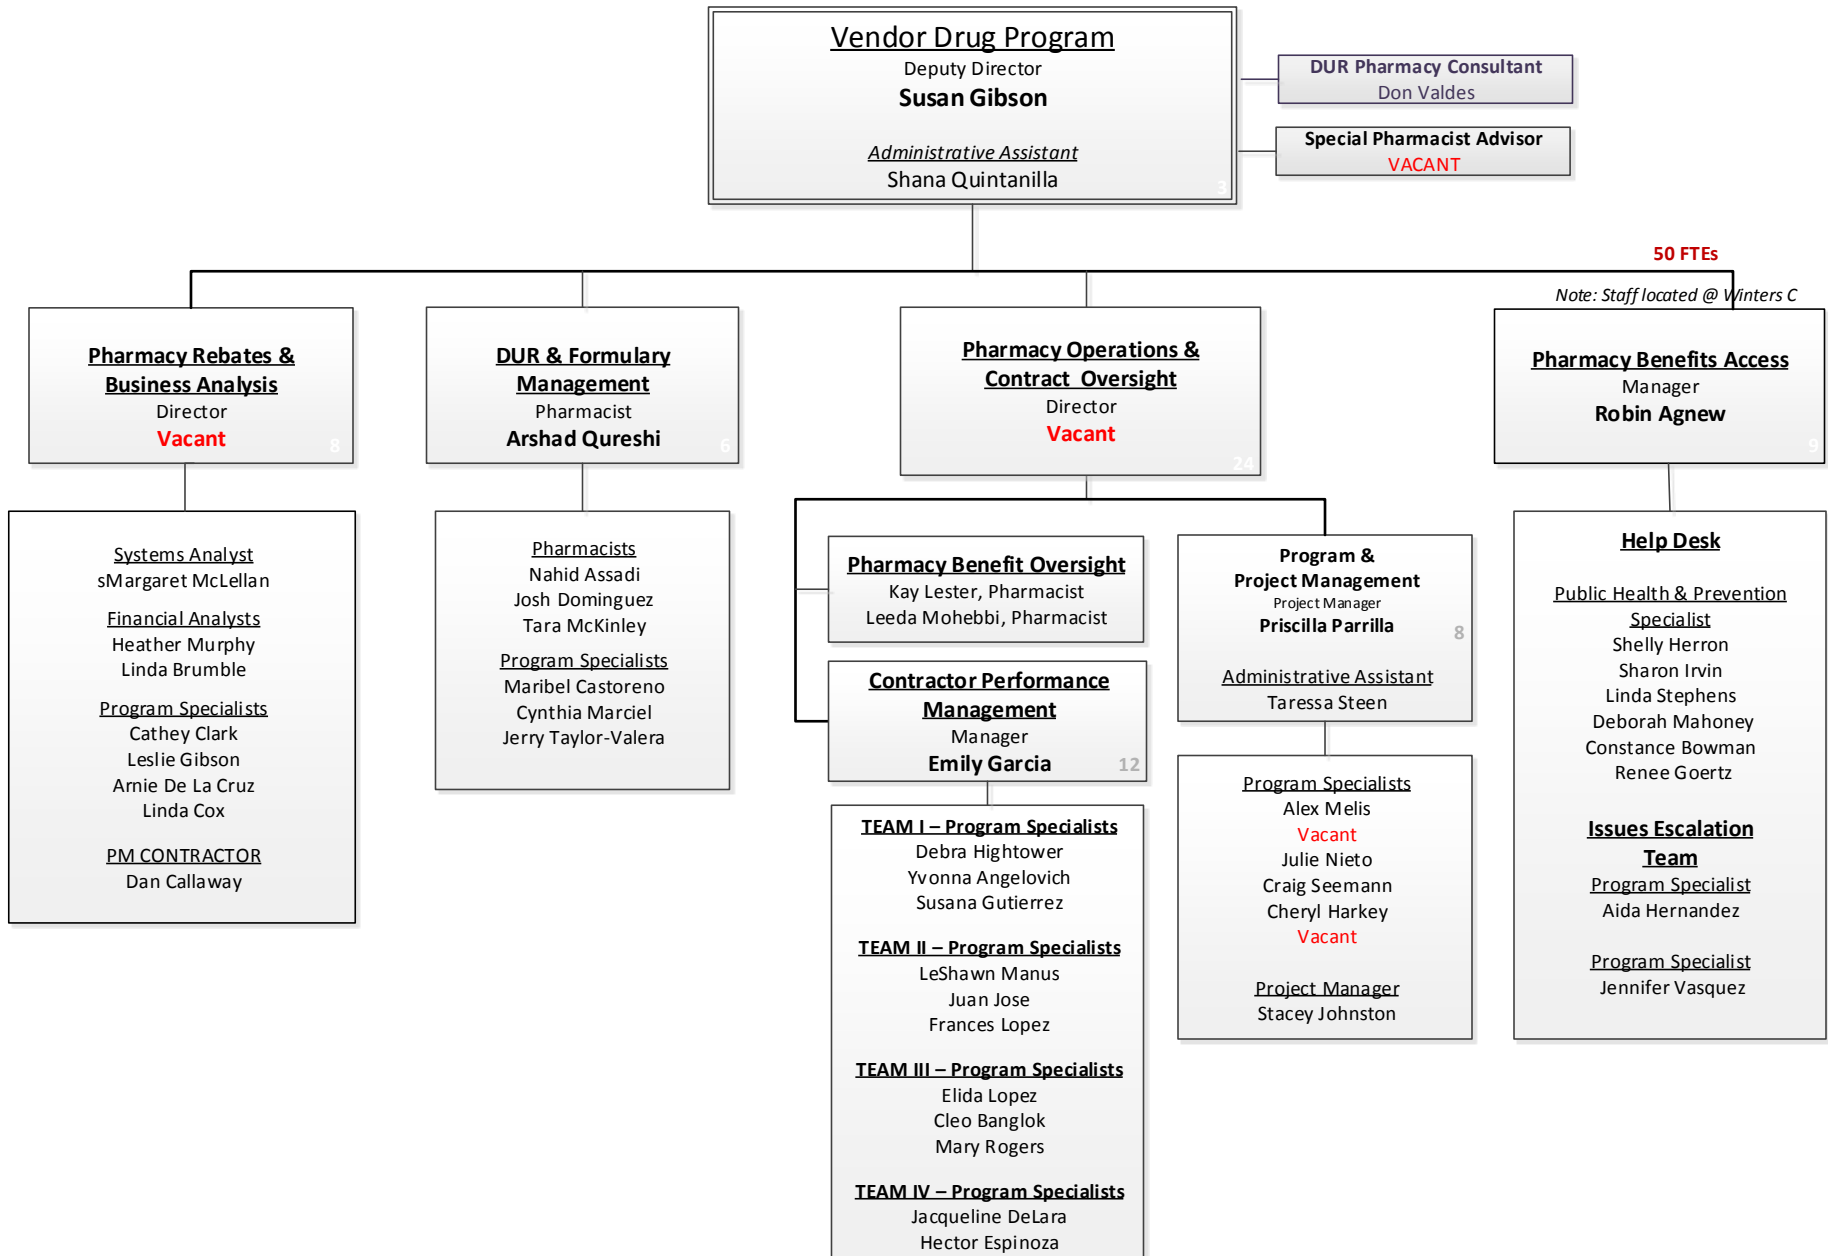 Vendor Drug Program
Deputy Director
Susan Gibson
Administrative Assistant
Shana Quintanilla
3
DUR Pharmacy Consultant
Don Valdes
Special Pharmacist Advisor
VACANT
50 FTEs
Note: Staff located @ Winters C
Pharmacy Rebates &
Business Analysis
Director
Vacant
8
Systems Analyst
sMargaret McLellan
Financial Analysts
Heather Murphy
Linda Brumble
Program Specialists
Cathey Clark
Leslie Gibson
Arnie De La Cruz
Linda Cox
PM CONTRACTOR
Dan Callaway
DUR & Formulary
Management
Pharmacist
Arshad Qureshi
6
Pharmacists
Nahid Assadi
Josh Dominguez
Tara McKinley
Program Specialists
Maribel Castoreno
Cynthia Marciel
Jerry Taylor-Valera
Pharmacy Operations &
Contract Oversight
Director
Vacant
24
Pharmacy Benefit Oversight
Kay Lester, Pharmacist
Leeda Mohebbi, Pharmacist
Contractor Performance
Management
Manager
Emily Garcia
12
TEAM I – Program Specialists
Debra Hightower
Yvonna Angelovich
Susana Gutierrez
TEAM II – Program Specialists
LeShawn Manus
Juan Jose
Frances Lopez
TEAM III – Program Specialists
Elida Lopez
Cleo Banglok
Mary Rogers
TEAM IV – Program Specialists
Jacqueline DeLara
Hector Espinoza
Program &
Project Management
Project Manager
Priscilla Parrilla
8
Administrative Assistant
Taressa Steen
Program Specialists
Alex Melis
Vacant
Julie Nieto
Craig Seemann
Cheryl Harkey
Vacant
Project Manager
Stacey Johnston
Pharmacy Benefits Access
Manager
Robin Agnew
9
Help Desk
Public Health & Prevention
Specialist
Shelly Herron
Sharon Irvin
Linda Stephens
Deborah Mahoney
Constance Bowman
Renee Goertz
Issues Escalation
Team
Program Specialist
Aida Hernandez
Program Specialist
Jennifer Vasquez